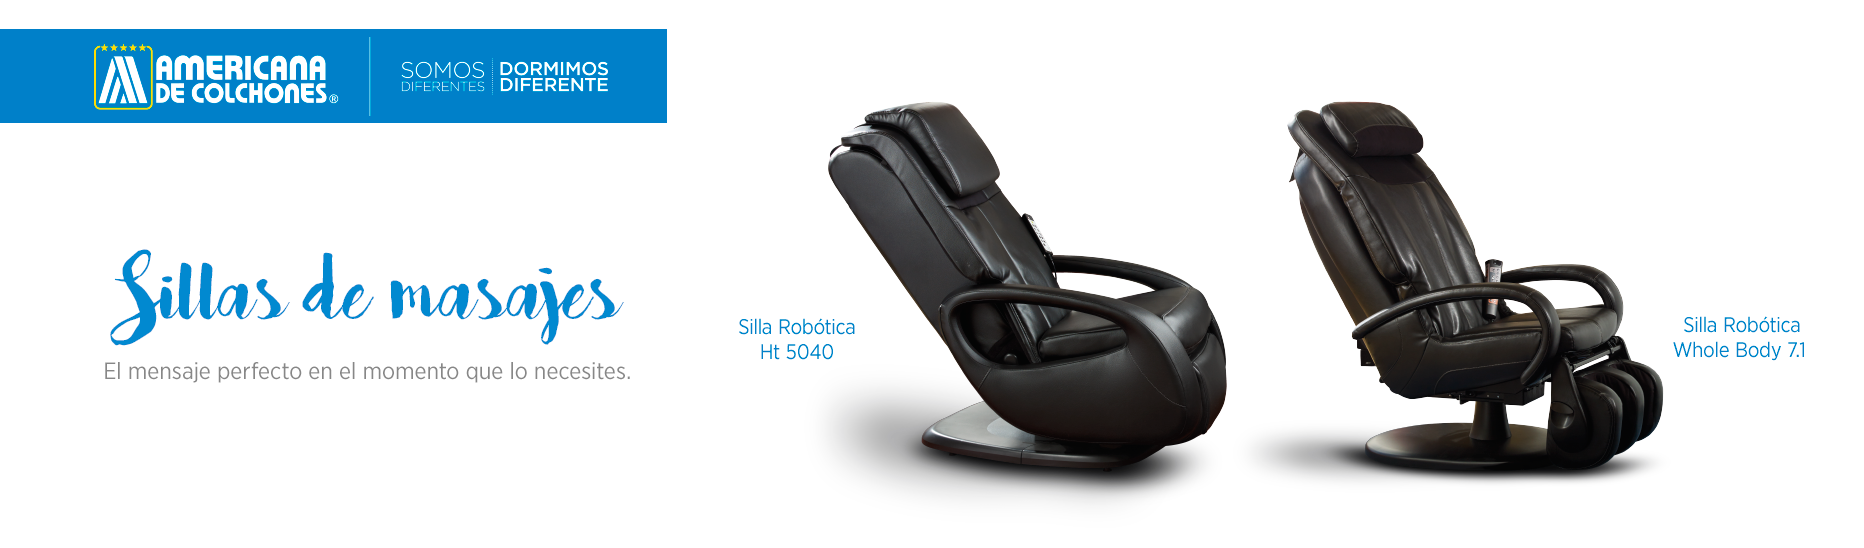 AMERICANA
DE COLCHONES®
SOMOS
DIFERENTES
DORMIMOS
DIFERENTE
Sillas de masajes
El mensaje perfecto en el momento que lo necesites.
Silla Robótica
Ht 5040
Silla Robótica
Whole Body 7.1